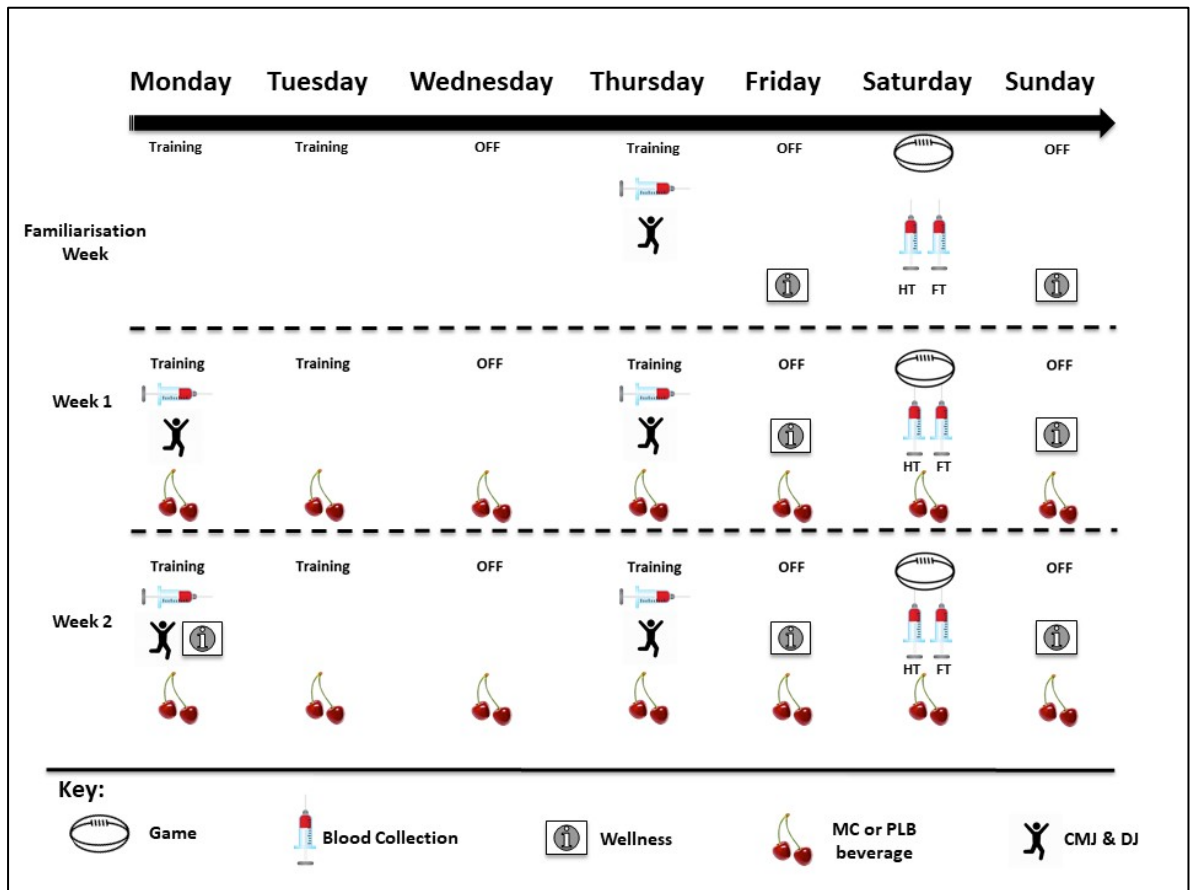 Monday Tuesday Wednesday Thursday Friday Saturday Sunday
Training Training OFF Training OFF OFF
Familiarisation
Week
HT FT
Training Training OFF Training OFF OFF
Week 1
HT FT
Training Training OFF Training OFF OFF
Week 2
HT FT
Key:
Game
Blood Collection
Wellness
MC or PLB
beverage
CMJ & DJ